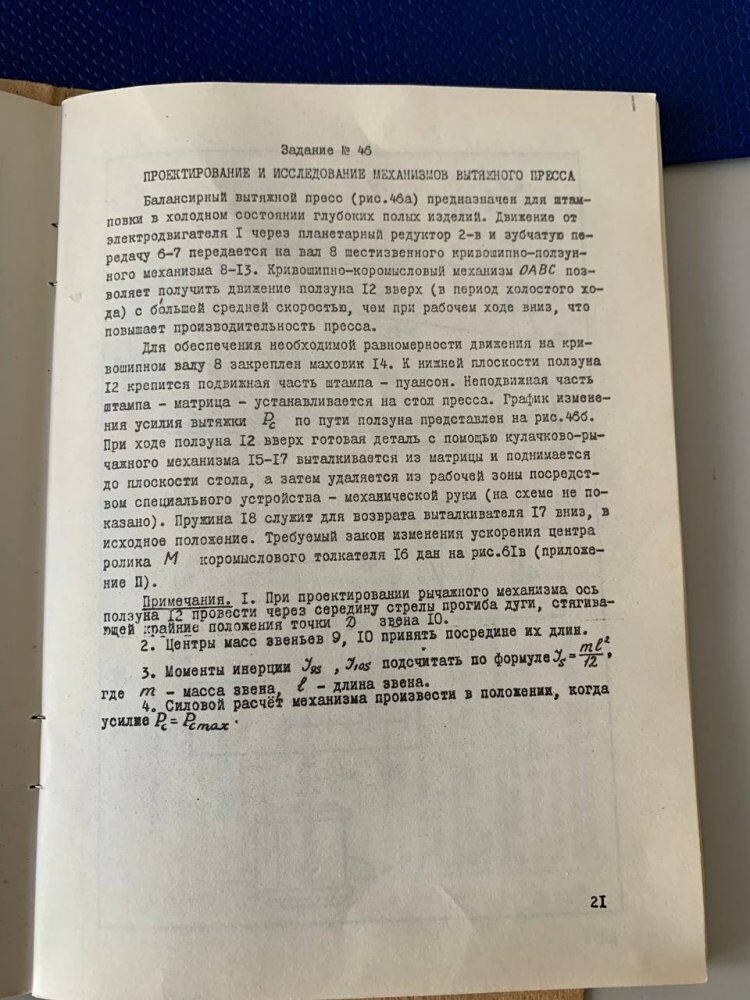 Задание № 46
ПРОЕКТИРОВАНИЕ И ИССЛЕДОВАНИЕ МЕХАНИЗМОВ ВЫТЯЖНОГО ПРЕССА
Балансирный вытяжной пресс (рис.46а) предназначен для штам-
повки в холодном состоянии глубоких полых изделий. Движение от
электродвигателя I через планетарный редуктор 2-в и зубчатую пе-
редачу 6-7 передается на вал 8 шестизвенного кривошипно-ползун-
ного механизма 8-I3. Кривошипно-коромысловый механизм OABC поз-
воляет получить движение ползуна I2 вверх (в период холостого хо-
да) с бо́льшей средней скоростью, чем при рабочем ходе вниз, что
повышает производительность пресса.
Для обеспечения необходимой равномерности движения на кри-
вошипном валу 8 закреплен маховик I4. К нижней плоскости ползуна
I2 крепится подвижная часть штампа - пуансон. Неподвижная часть
штампа - матрица - устанавливается на стол пресса. График измене-
ния усилия вытяжки Pc по пути ползуна представлен на рис.46б.
При ходе ползуна I2 вверх готовая деталь с помощью кулачково-ры-
чажного механизма I5-I7 выталкивается из матрицы и поднимается
до плоскости стола, а затем удаляется из рабочей зоны посредст-
вом специального устройства - механической руки (на схеме не по-
казано). Пружина I8 служит для возврата выталкивателя I7 вниз, в
исходное положение. Требуемый закон изменения ускорения центра
ролика M коромыслового толкателя I6 дан на рис.6Iв (приложе-
ние П).
Примечания. I. При проектировании рычажного механизма ось
ползуна I2 провести через середину стрелы прогиба дуги, стягива-
ющей крайние положения точки D звена I0.
2. Центры масс звеньев 9, I0 принять посредине их длин.
3. Моменты инерции J9s , J10s подсчитать по формуле Js = ml²/12 ,
где m - масса звена, l - длина звена.
4. Силовой расчёт механизма произвести в положении, когда
усилие Pc = Pcmax .
2I